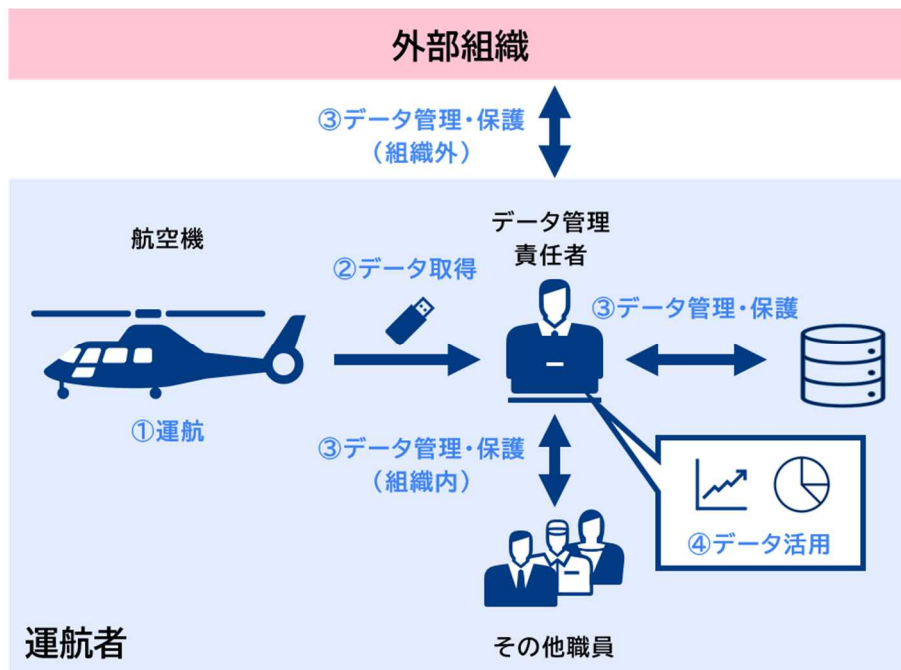 外部組織
③データ管理・保護
（組織外）
航空機
②データ取得
データ管理
責任者
③データ管理・保護
①運航
③データ管理・保護
（組織内）
④データ活用
その他職員
運航者